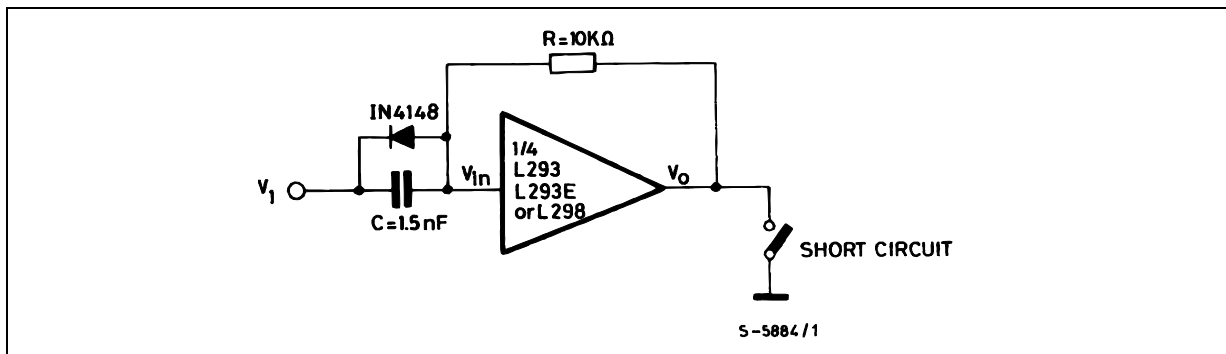 R=10KΩ
IN4148
V1
C=1.5nF
Vin
1/4
L293
L293E
or L298
Vo
SHORT CIRCUIT
S-5884/1